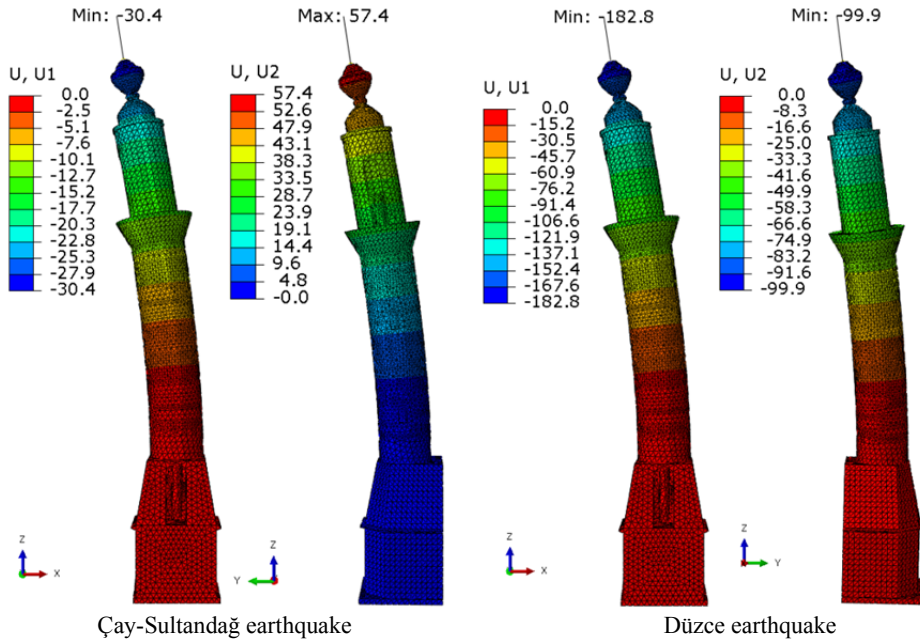 Min: -30.4
Max: 57.4
Min: -182.8
Min: -99.9
U, U1
0.0
-2.5
-5.1
-7.6
-10.1
-12.7
-15.2
-17.7
-20.3
-22.8
-25.3
-27.9
-30.4
U, U2
57.4
52.6
47.9
43.1
38.3
33.5
28.7
23.9
19.1
14.4
9.6
4.8
-0.0
U, U1
0.0
-15.2
-30.5
-45.7
-60.9
-76.2
-91.4
-106.6
-121.9
-137.1
-152.4
-167.6
-182.8
U, U2
0.0
-8.3
-16.6
-25.0
-33.3
-41.6
-49.9
-58.3
-66.6
-74.9
-83.2
-91.6
-99.9
Z
X
Z
Y
Z
X
Z
Y
Çay-Sultandağ earthquake
Düzce earthquake